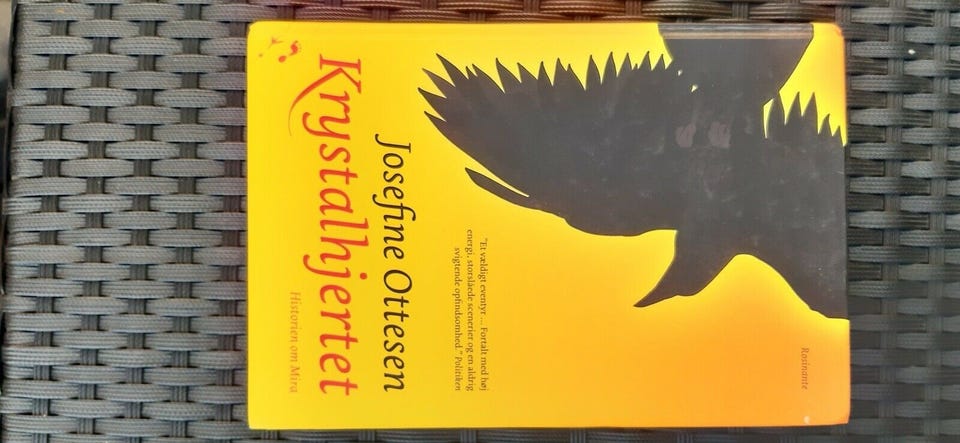 Krystalhjertet
Historien om Mira
Josefine Ottesen
"Et vældigt eventyr ... Fortalt med høj
energi, storslåede scenerier og en aldrig
svigtende opfindsomhed." Politiken
Rosinante